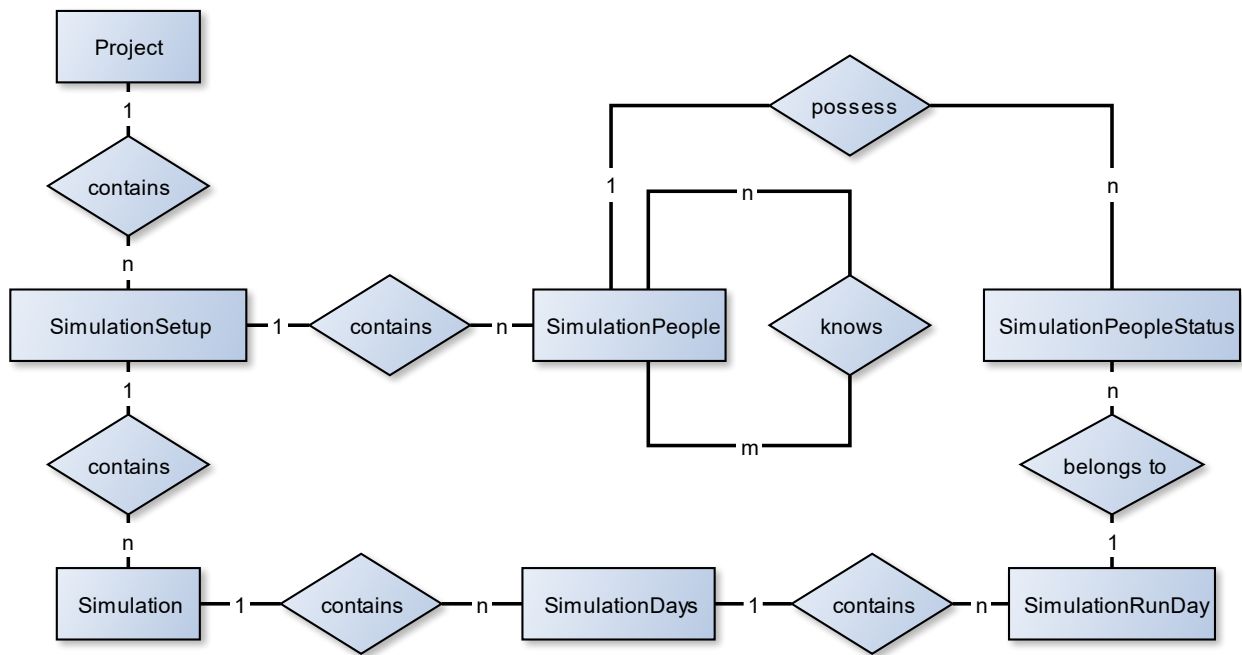 Project
1
possess
contains
1
n
n
n
SimulationSetup
1
contains
n
SimulationPeople
knows
SimulationPeopleStatus
1
n
m
contains
belongs to
n
1
Simulation
1
contains
n
SimulationDays
1
contains
n
SimulationRunDay